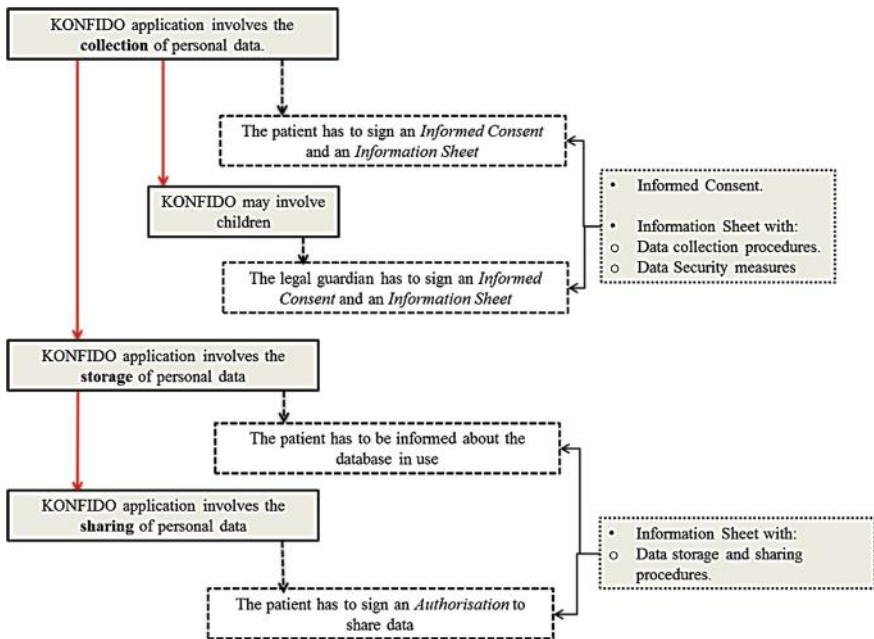 KONFIDO application involves the
collection of personal data.
The patient has to sign an Informed Consent
and an Information Sheet
KONFIDO may involve
children
The legal guardian has to sign an Informed
Consent and an Information Sheet
• Informed Consent.
• Information Sheet with:
o Data collection procedures.
o Data Security measures
KONFIDO application involves the
storage of personal data
The patient has to be informed about the
database in use
KONFIDO application involves the
sharing of personal data
• Information Sheet with:
o Data storage and sharing
procedures.
The patient has to sign an Authorisation to
share data